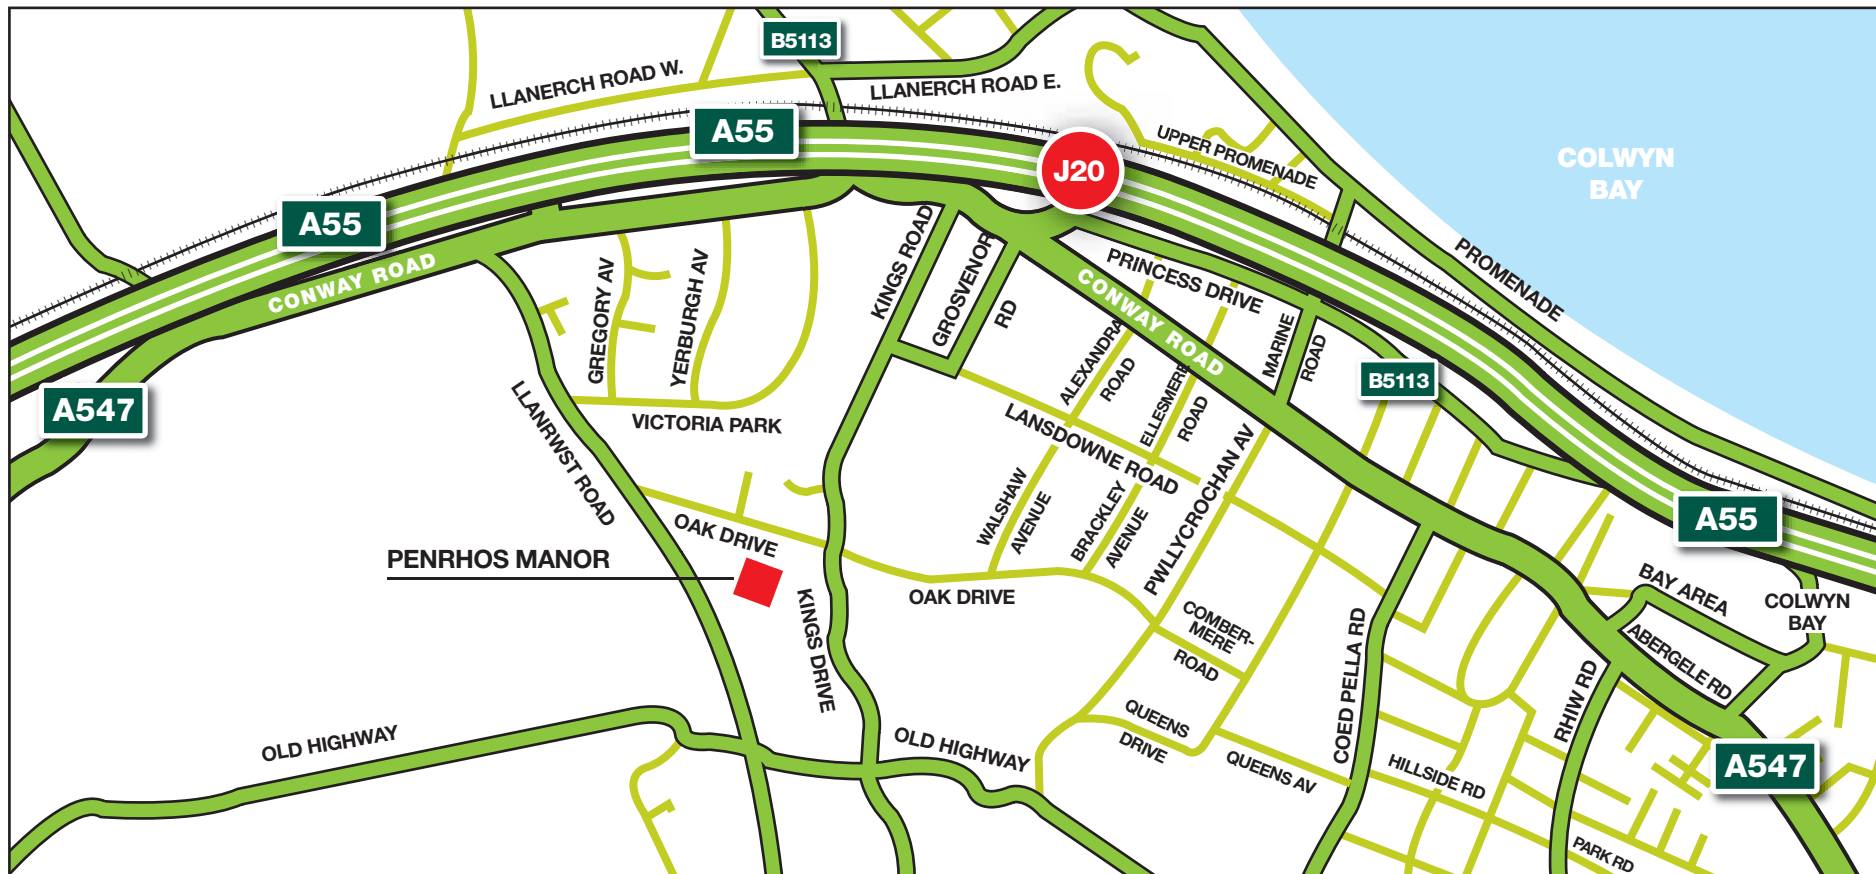 B5113
LLANERCH ROAD W.
LLANERCH ROAD E.
A55
J20
UPPER PROMENADE
COLWYN
BAY
A55
CONWAY ROAD
KINGS ROAD
GROSVENOR
RD
PRINCESS DRIVE
PROMENADE
CONWAY ROAD
GREGORY AV
YERBURGH AV
ALEXANDRA
ROAD
ELLESMERE
ROAD
MARINE
ROAD
B5113
A547
LLANRWST ROAD
VICTORIA PARK
LANSDOWNE ROAD
WALSHAW
AVENUE
BRACKLEY
AVENUE
PWLLYCROCHAN AV
OAK DRIVE
A55
PENRHOS MANOR
KINGS DRIVE
OAK DRIVE
COMBER-
MERE
ROAD
COED PELLA RD
BAY AREA
COLWYN
BAY
ABERGELE RD
RHIW RD
OLD HIGHWAY
OLD HIGHWAY
QUEENS
DRIVE
QUEENS AV
HILLSIDE RD
A547
PARK RD